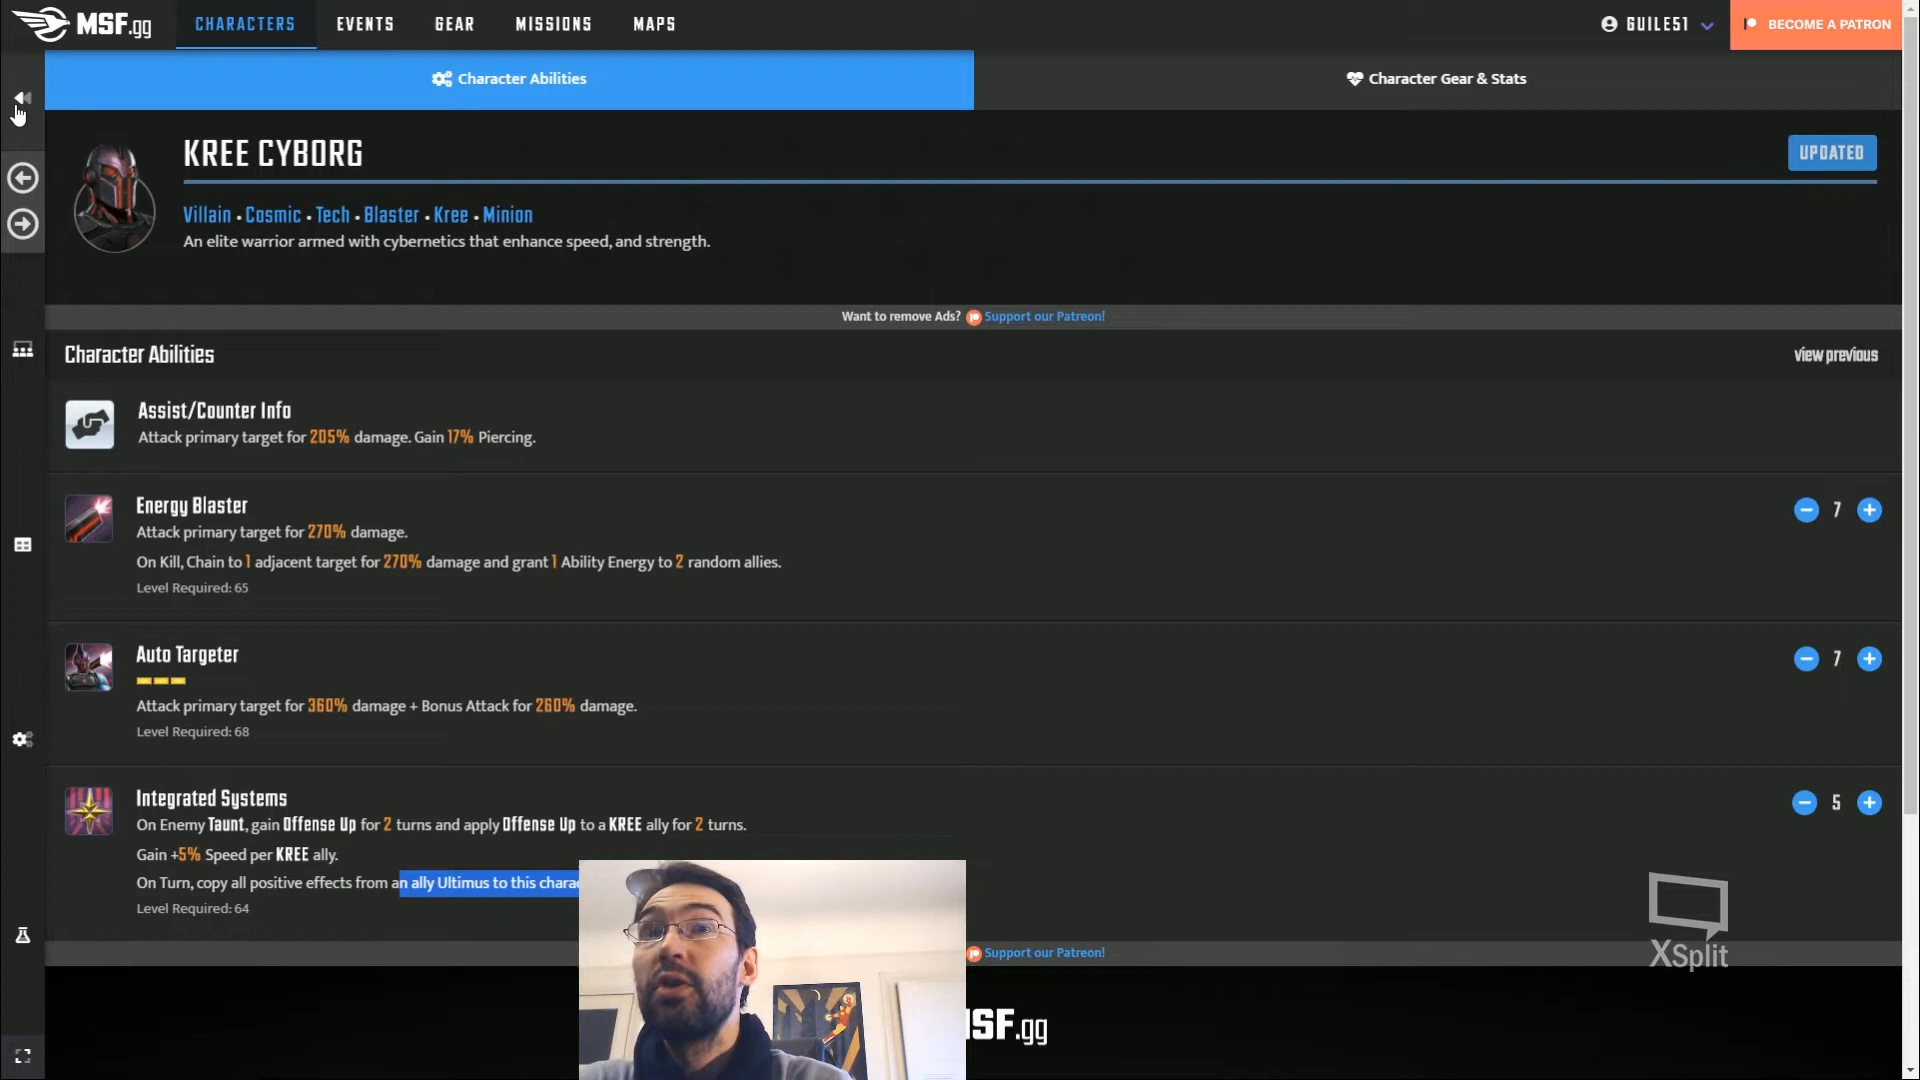 MSF.gg CHARACTERS EVENTS GEAR MISSIONS MAPS GUILE51 BECOME A PATRON
Character Abilities Character Gear & Stats
KREE CYBORG UPDATED
Villain • Cosmic • Tech • Blaster • Kree • Minion
An elite warrior armed with cybernetics that enhance speed, and strength.
Want to remove Ads? Support our Patreon!
Character Abilities view previous
Assist/Counter Info
Attack primary target for 205% damage. Gain 17% Piercing.
Energy Blaster 7
Attack primary target for 270% damage.
On Kill, Chain to 1 adjacent target for 270% damage and grant 1 Ability Energy to 2 random allies.
Level Required: 65
Auto Targeter 7
Attack primary target for 360% damage + Bonus Attack for 260% damage.
Level Required: 68
Integrated Systems 5
On Enemy Taunt, gain Offense Up for 2 turns and apply Offense Up to a KREE ally for 2 turns.
Gain +5% Speed per KREE ally.
On Turn, copy all positive effects from an ally Ultimus to this charac
Level Required: 64
XSplit
Support our Patreon!
MSF.gg